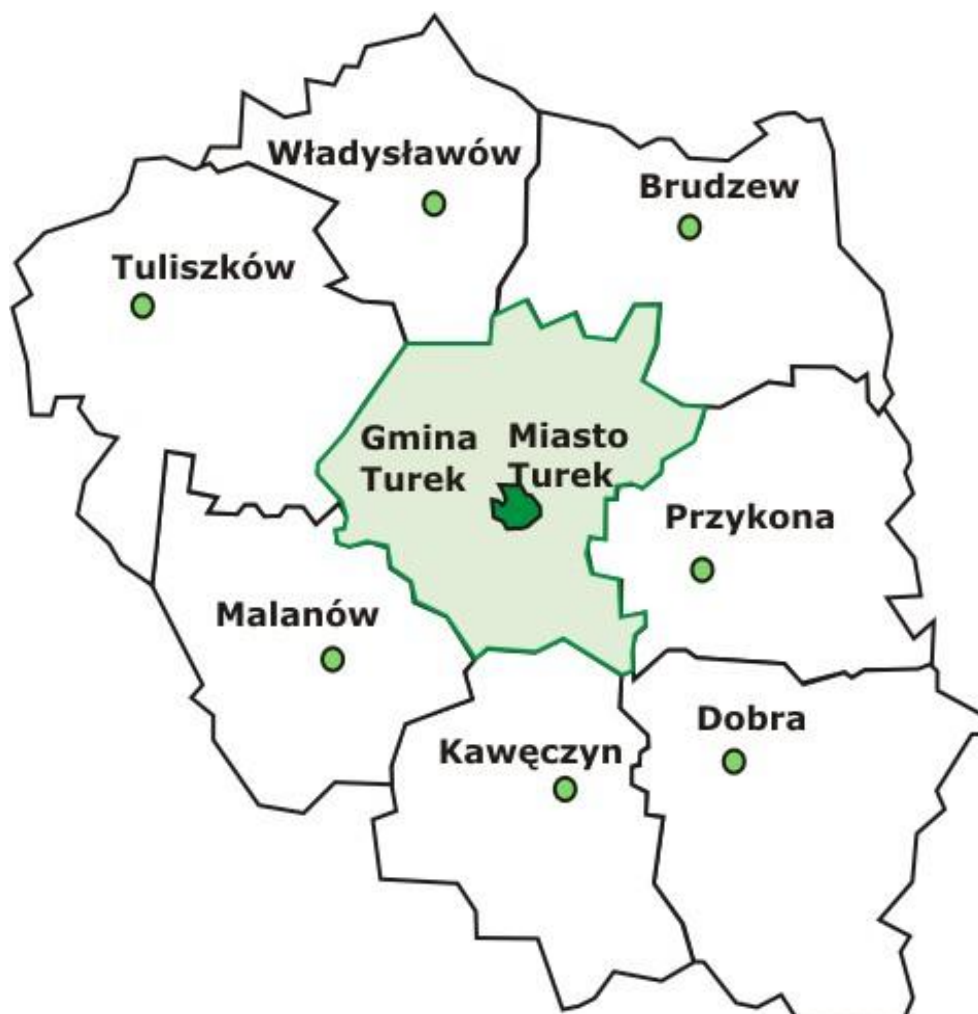 Władysławów
Brudzew
Tuliszków
Gmina
Turek
Miasto
Turek
Przykona
Malanów
Dobra
Kawęczyn